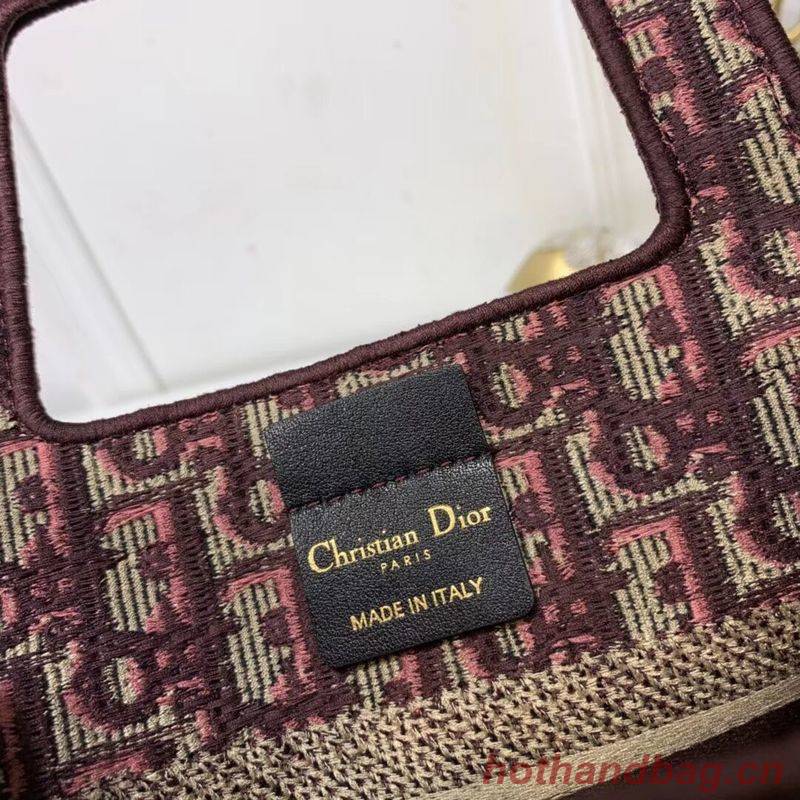 Christian Dior
PARIS
MADE IN ITALY
hothandbag.cn